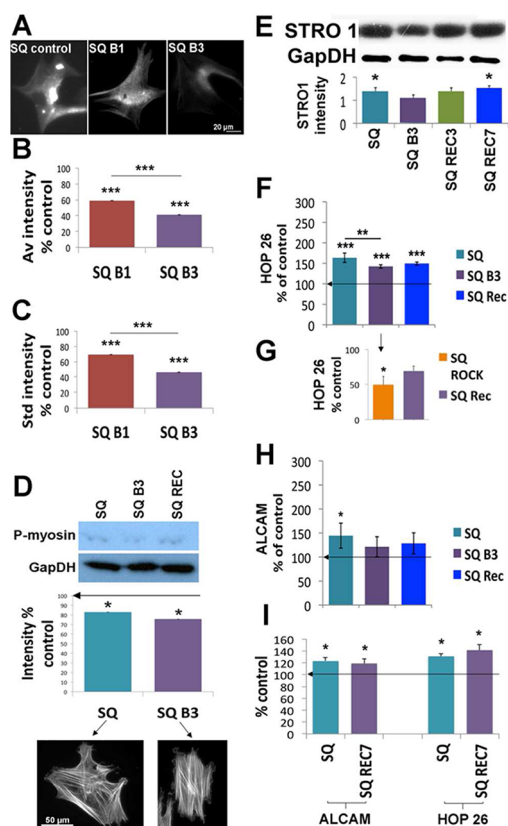 A
SQ control SQ B1 SQ B3
20 µm
B
Av intensity
% control
100
80
60
40
20
0
***
*** ***
SQ B1 SQ B3
C
Std intensity
% control
100
80
60
40
20
0
***
*** ***
SQ B1 SQ B3
D
SQ
SQ B3
SQ REC
P-myosin
GapDH
Intensity %
control
100
90
80
70
60
50
40
30
20
10
0
* *
SQ SQ B3
50 µm
E
STRO 1
GapDH
STRO1
intensity
2
1
0
* *
SQ
SQ B3
SQ REC3
SQ REC7
F
HOP 26
% of control
300
250
200
150
100
50
0
**
*** *** ***
SQ
SQ B3
SQ Rec
G
HOP 26
% control
100
50
0
*
SQ
ROCK
SQ Rec
H
ALCAM
% of control
300
250
200
150
100
50
0
*
SQ
SQ B3
SQ Rec
I
% control
160
140
120
100
80
60
40
20
0
* * * *
SQ
SQ REC7
SQ
SQ REC7
ALCAM HOP 26